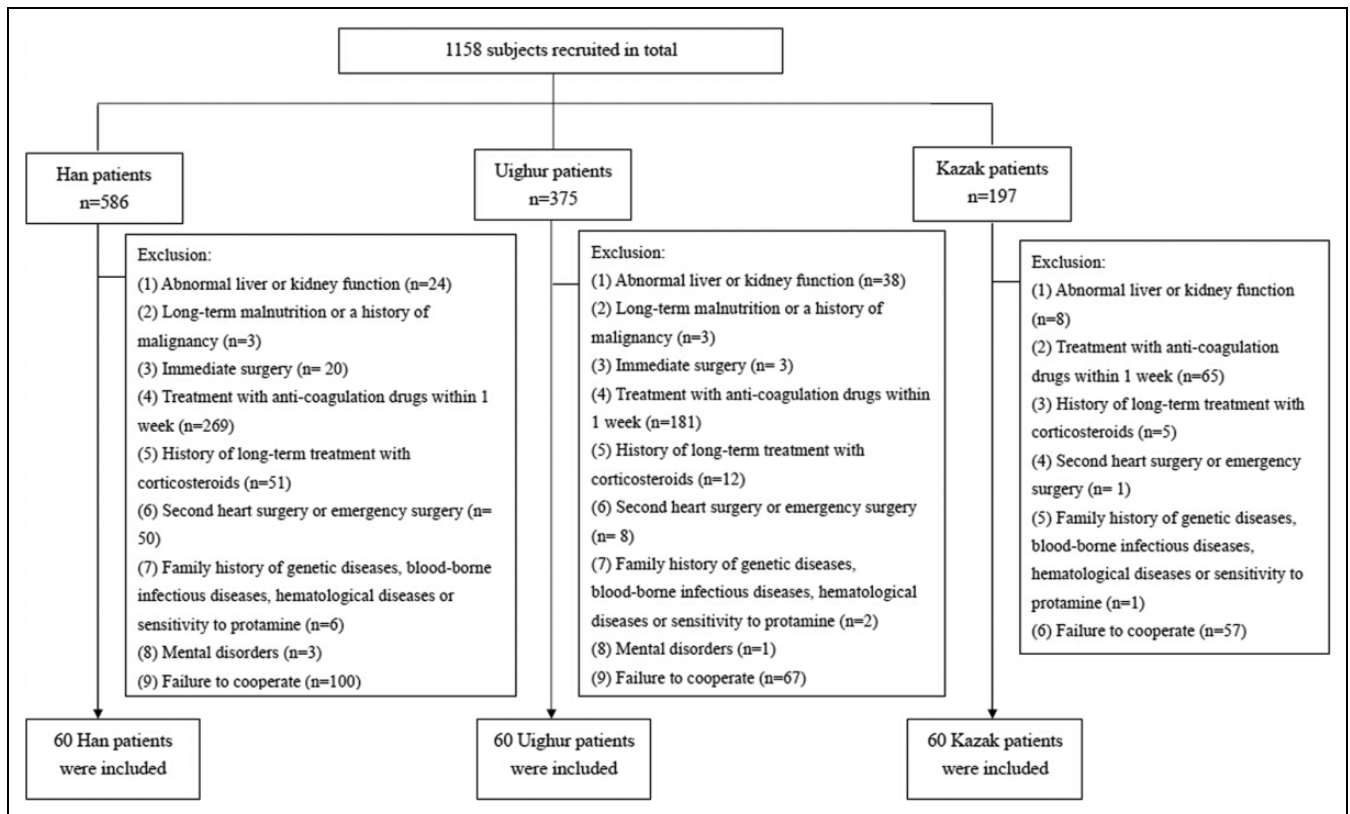 1158 subjects recruited in total
Han patients
n=586
Uighur patients
n=375
Kazak patients
n=197
Exclusion:
(1) Abnormal liver or kidney function (n=24)
(2) Long-term malnutrition or a history of
malignancy (n=3)
(3) Immediate surgery (n= 20)
(4) Treatment with anti-coagulation drugs within 1
week (n=269)
(5) History of long-term treatment with
corticosteroids (n=51)
(6) Second heart surgery or emergency surgery (n=
50)
(7) Family history of genetic diseases, blood-borne
infectious diseases, hematological diseases or
sensitivity to protamine (n=6)
(8) Mental disorders (n=3)
(9) Failure to cooperate (n=100)
Exclusion:
(1) Abnormal liver or kidney function (n=38)
(2) Long-term malnutrition or a history of
malignancy (n=3)
(3) Immediate surgery (n= 3)
(4) Treatment with anti-coagulation drugs within
1 week (n=181)
(5) History of long-term treatment with
corticosteroids (n=12)
(6) Second heart surgery or emergency surgery
(n= 8)
(7) Family history of genetic diseases,
blood-borne infectious diseases, hematological
diseases or sensitivity to protamine (n=2)
(8) Mental disorders (n=1)
(9) Failure to cooperate (n=67)
Exclusion:
(1) Abnormal liver or kidney function
(n=8)
(2) Treatment with anti-coagulation
drugs within 1 week (n=65)
(3) History of long-term treatment with
corticosteroids (n=5)
(4) Second heart surgery or emergency
surgery (n= 1)
(5) Family history of genetic diseases,
blood-borne infectious diseases,
hematological diseases or sensitivity to
protamine (n=1)
(6) Failure to cooperate (n=57)
60 Han patients
were included
60 Uighur patients
were included
60 Kazak patients
were included